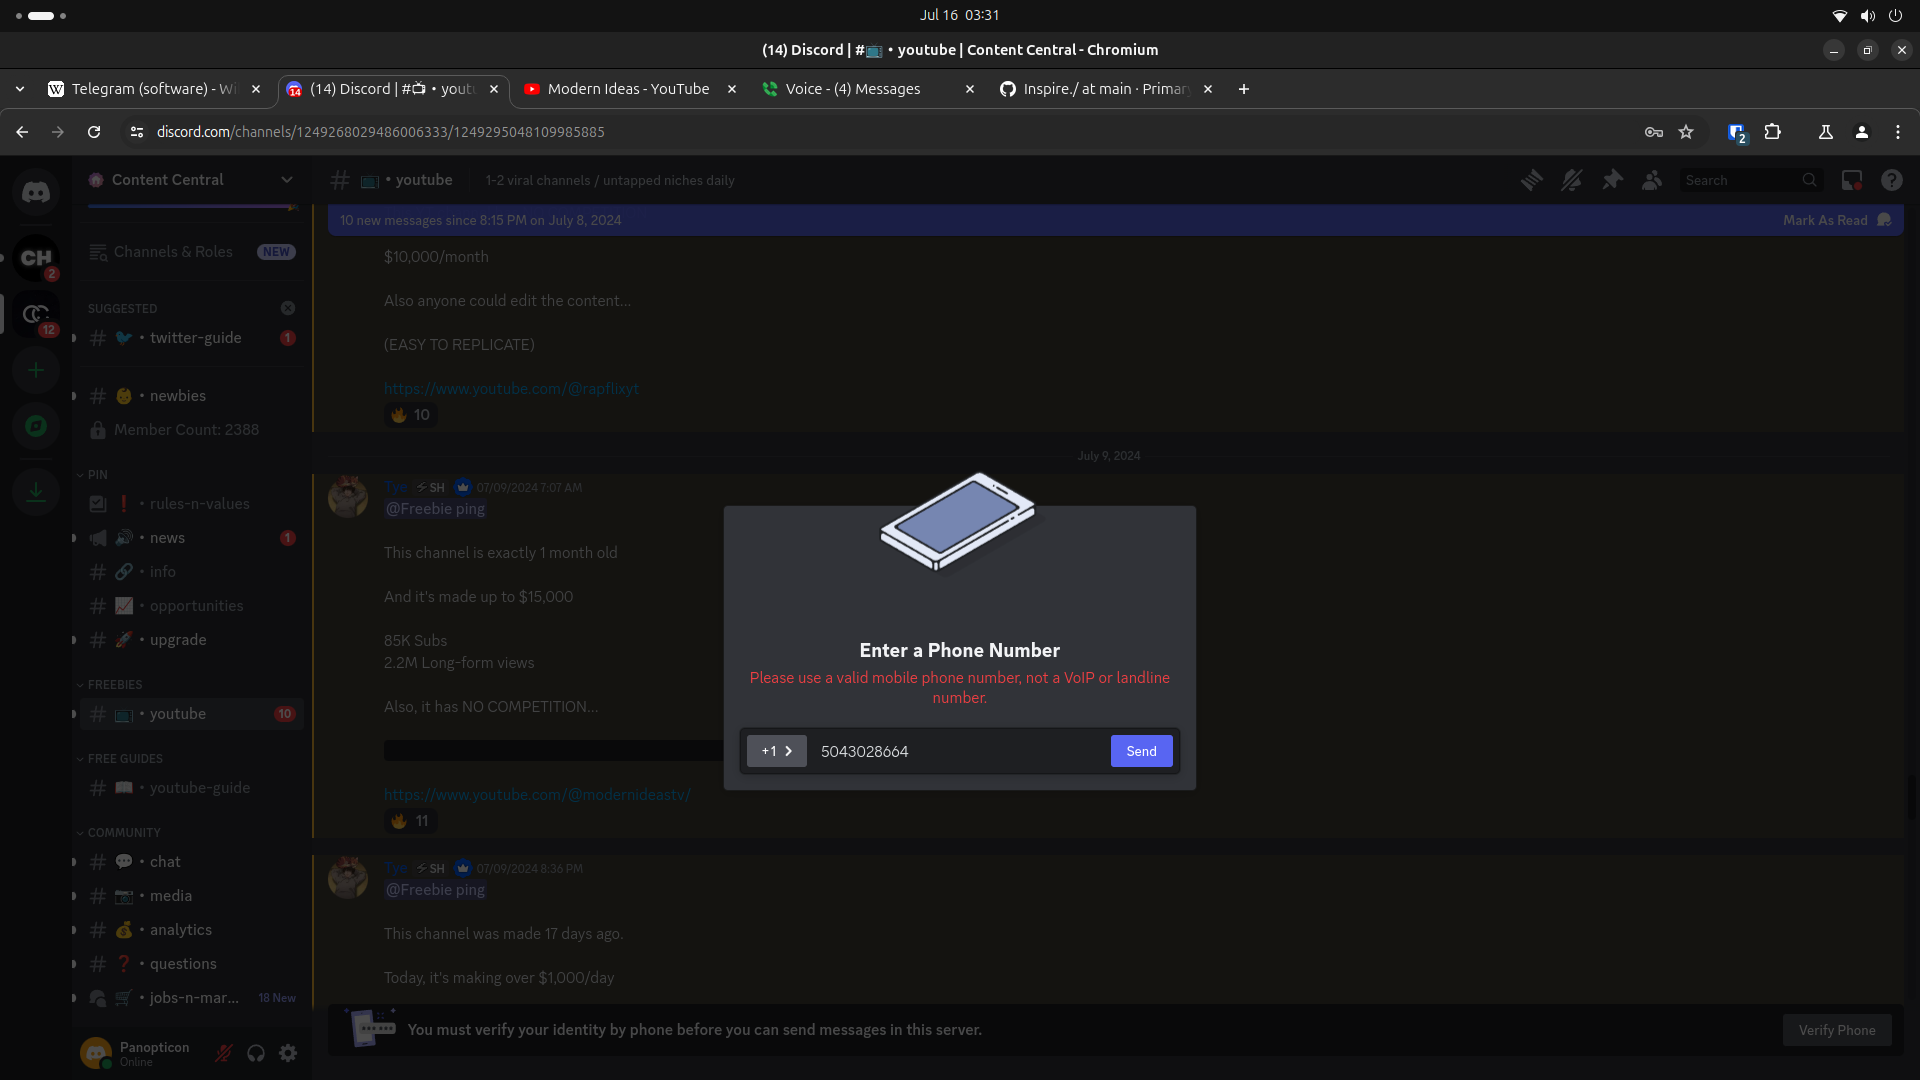 Jul 16 03:31
(14) Discord | #📺 • youtube | Content Central - Chromium
Telegram (software) - Wi
(14) Discord | #📺 • youtu
Modern Ideas - YouTube
Voice - (4) Messages
Inspire./ at main · Primary
discord.com/channels/1249268029486006333/1249295048109985885
2
Content Central
📺 • youtube
1-2 viral channels / untapped niches daily
Search
10 new messages since 8:15 PM on July 8, 2024
Mark As Read
Channels & Roles
NEW
CH
2
12
SUGGESTED
🐦 • twitter-guide
1
👶 • newbies
Member Count: 2388
PIN
❗ • rules-n-values
🔊 • news
1
🔗 • info
📈 • opportunities
🚀 • upgrade
FREEBIES
📺 • youtube
10
FREE GUIDES
📖 • youtube-guide
COMMUNITY
💬 • chat
📷 • media
💰 • analytics
❓ • questions
🛒 • jobs-n-mar...
18 New
Panopticon
Online
$10,000/month
Also anyone could edit the content...
(EASY TO REPLICATE)
https://www.youtube.com/@rapflixyt
🔥 10
July 9, 2024
Tye SH 07/09/2024 7:07 AM
@Freebie ping
This channel is exactly 1 month old
And it's made up to $15,000
85K Subs
2.2M Long-form views
Also, it has NO COMPETITION...
https://www.youtube.com/@modernideastv/
🔥 11
Tye SH 07/09/2024 8:36 PM
@Freebie ping
This channel was made 17 days ago.
Today, it's making over $1,000/day
You must verify your identity by phone before you can send messages in this server.
Verify Phone
Enter a Phone Number
Please use a valid mobile phone number, not a VoIP or landline
number.
+1
5043028664
Send